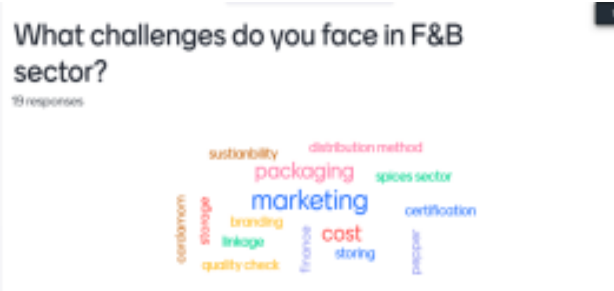 What challenges do you face in F&B
sector?
19 responses
sustianbility
distribution method
packaging
spices sector
marketing
certification
cardamom
storage
branding
linkage
cost
finance
storing
pepper
quality check